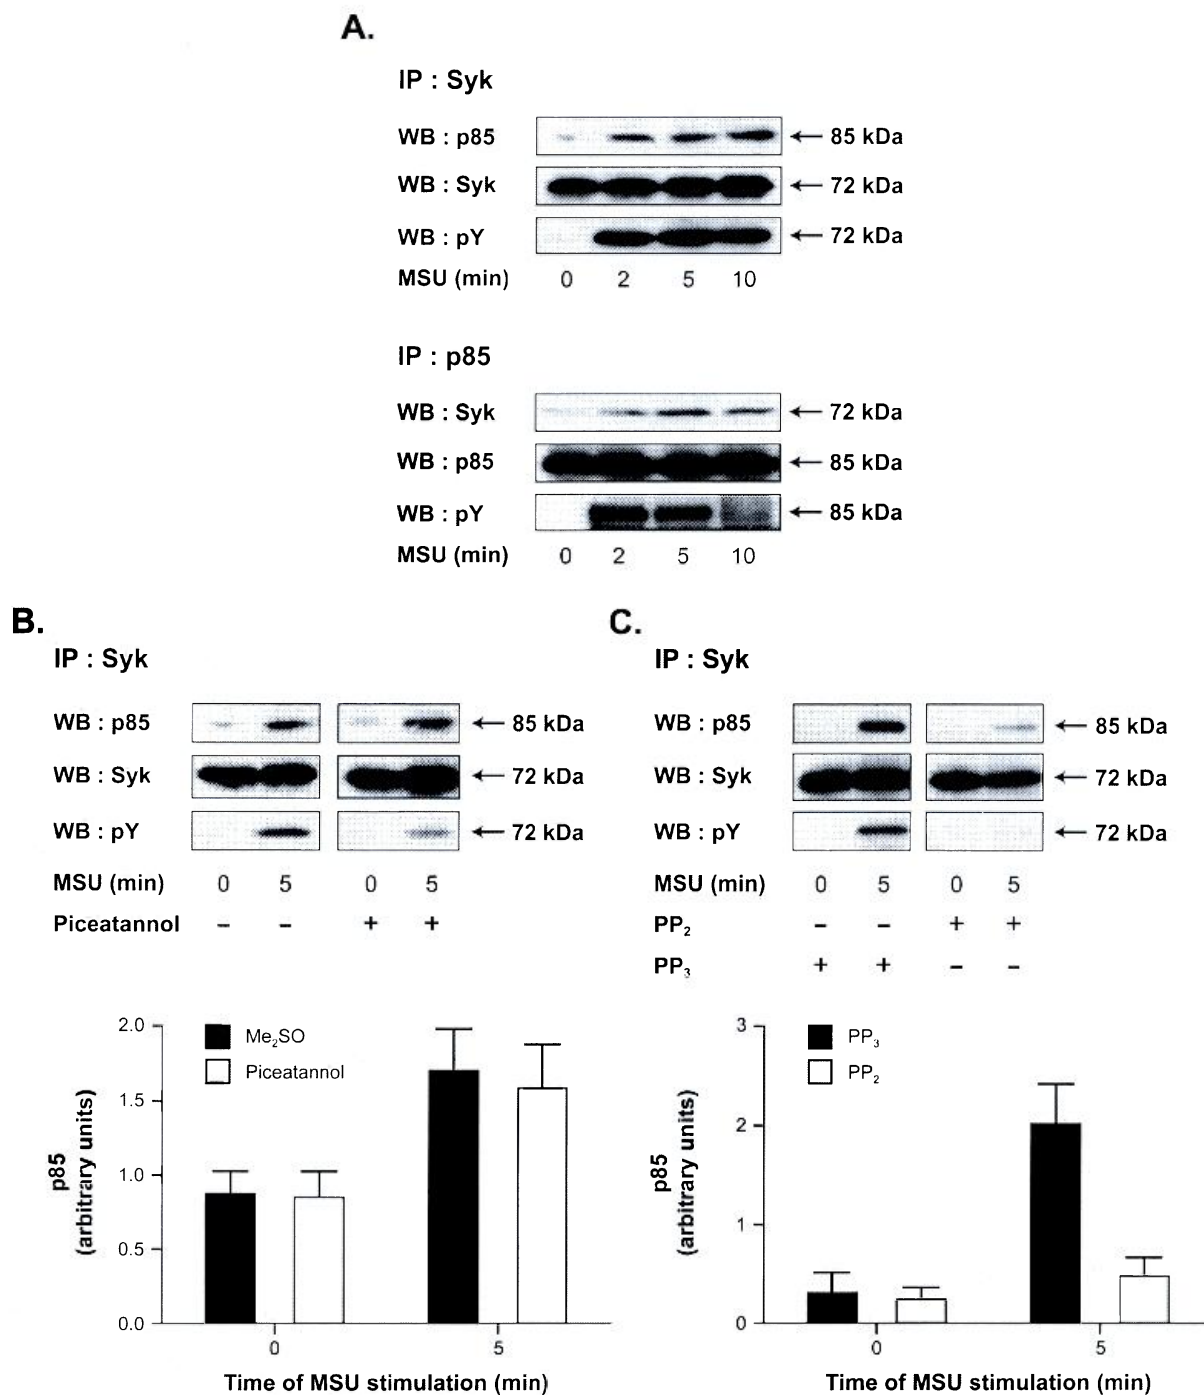 A.
IP : Syk
WB : p85 ← 85 kDa
WB : Syk ← 72 kDa
WB : pY ← 72 kDa
MSU (min) 0 2 5 10
IP : p85
WB : Syk ← 72 kDa
WB : p85 ← 85 kDa
WB : pY ← 85 kDa
MSU (min) 0 2 5 10
B.
IP : Syk
WB : p85 ← 85 kDa
WB : Syk ← 72 kDa
WB : pY ← 72 kDa
MSU (min) 0 5 0 5
Piceatannol – – + +
2.0
1.5
1.0
0.5
0.0
p85
(arbitrary units)
Me₂SO
Piceatannol
0 5
Time of MSU stimulation (min)
C.
IP : Syk
WB : p85 ← 85 kDa
WB : Syk ← 72 kDa
WB : pY ← 72 kDa
MSU (min) 0 5 0 5
PP₂ – – + +
PP₃ + + – –
3
2
1
0
p85
(arbitrary units)
PP₃
PP₂
0 5
Time of MSU stimulation (min)